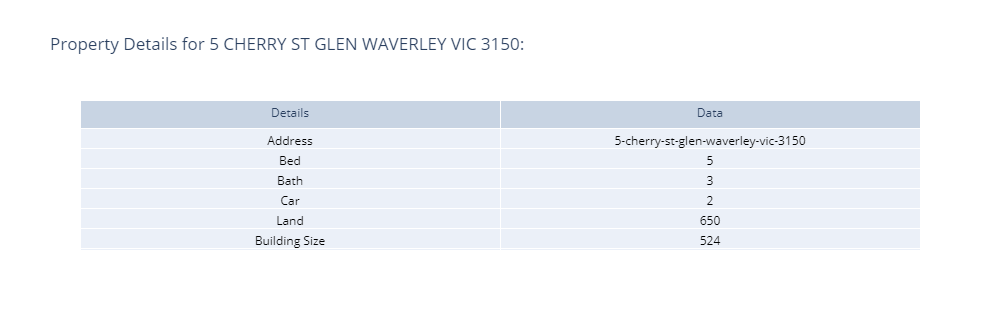 Property Details for 5 CHERRY ST GLEN WAVERLEY VIC 3150:
Details Data
Address 5-cherry-st-glen-waverley-vic-3150
Bed 5
Bath 3
Car 2
Land 650
Building Size 524